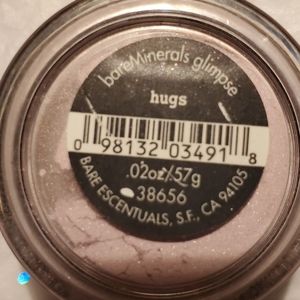 bareMinerals glimpse
hugs
0 98132 03491 8
.02oz/.57g
38656
BARE ESCENTUALS, S.F., CA 94105